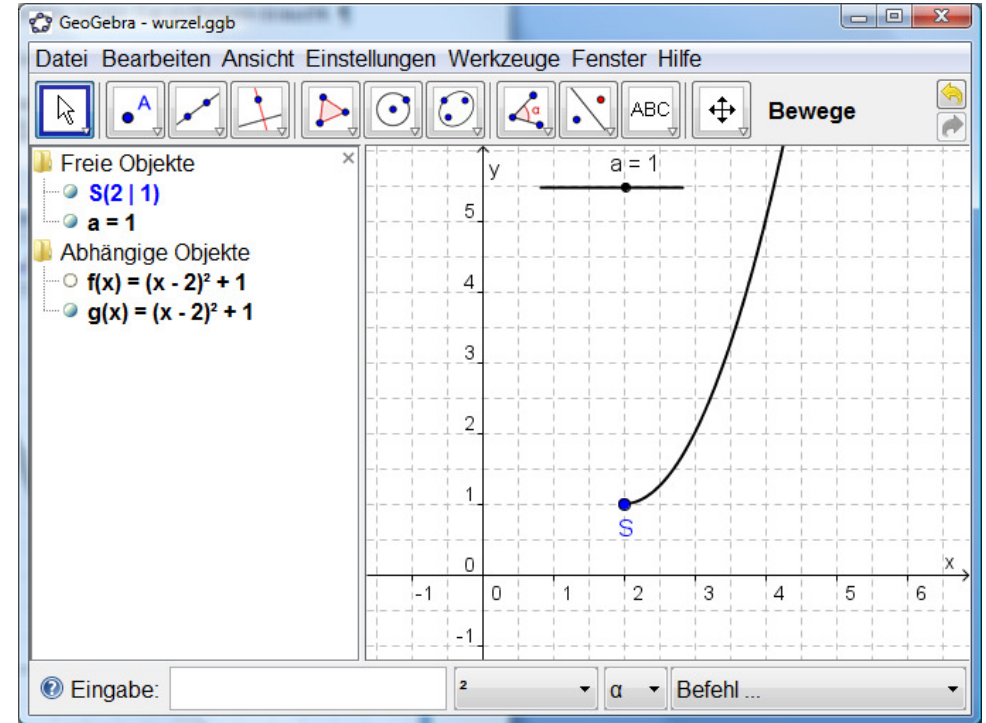 GeoGebra - wurzel.ggb
Datei Bearbeiten Ansicht Einstellungen Werkzeuge Fenster Hilfe
A
α
ABC
Bewege
Freie Objekte
S(2 | 1)
a = 1
Abhängige Objekte
f(x) = (x - 2)² + 1
g(x) = (x - 2)² + 1
y
a = 1
5
4
3
2
1
S
0
x
-1 0 1 2 3 4 5 6
-1
Eingabe:
²
α
Befehl ...